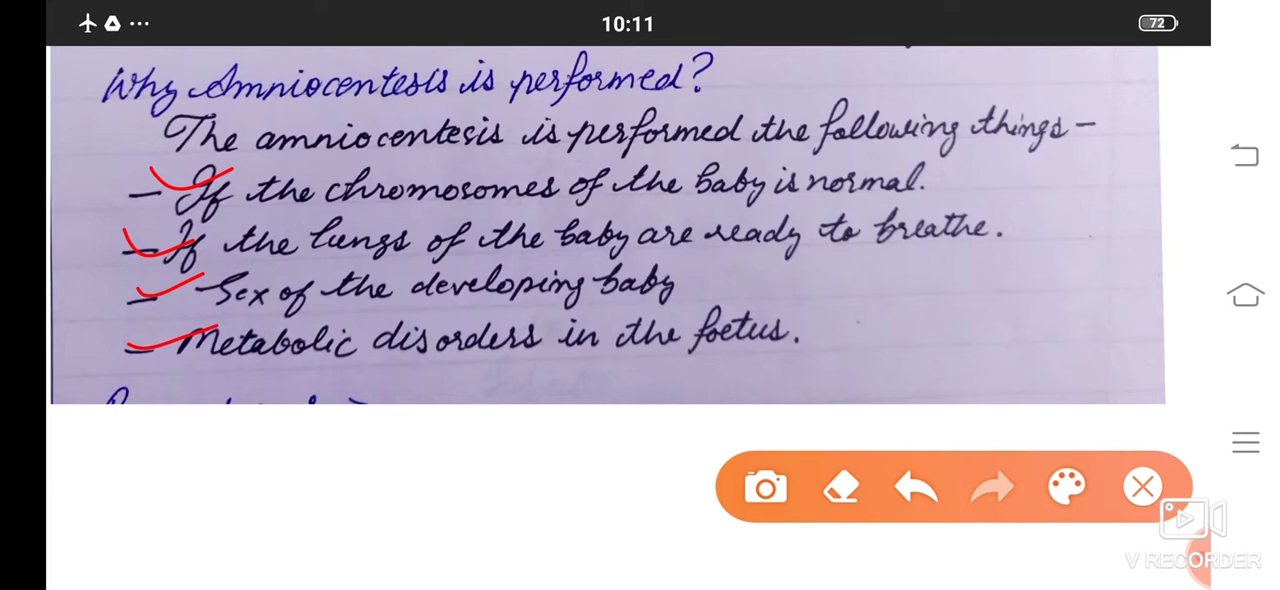 10:11
72
Why Amniocentesis is performed?
The amniocentesis is performed the following things -
- If the chromosomes of the baby is normal.
- If the lungs of the baby are ready to breathe.
- Sex of the developing baby
- Metabolic disorders in the foetus.
V RECORDER